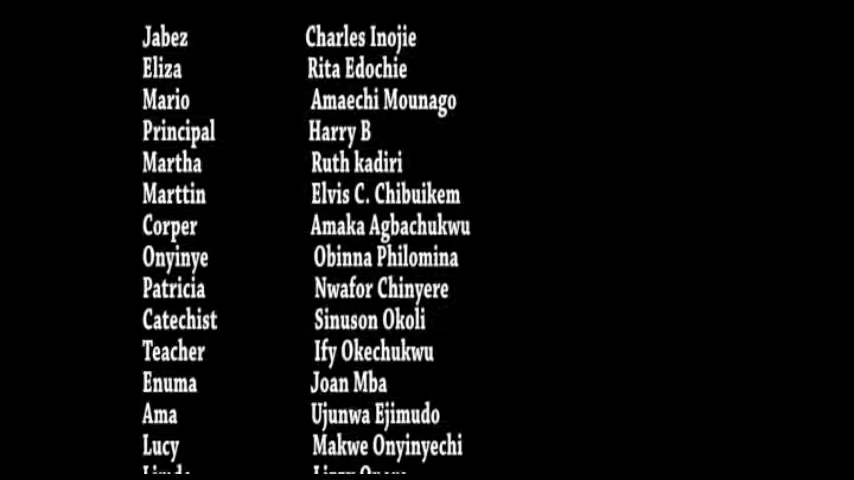 Jabez Charles Inojie
Eliza Rita Edochie
Mario Amaechi Mounago
Principal Harry B
Martha Ruth kadiri
Marttin Elvis C. Chibuikem
Corper Amaka Agbachukwu
Onyinye Obinna Philomina
Patricia Nwafor Chinyere
Catechist Sinuson Okoli
Teacher Ify Okechukwu
Enuma Joan Mba
Ama Ujunwa Ejimudo
Lucy Makwe Onyinyechi